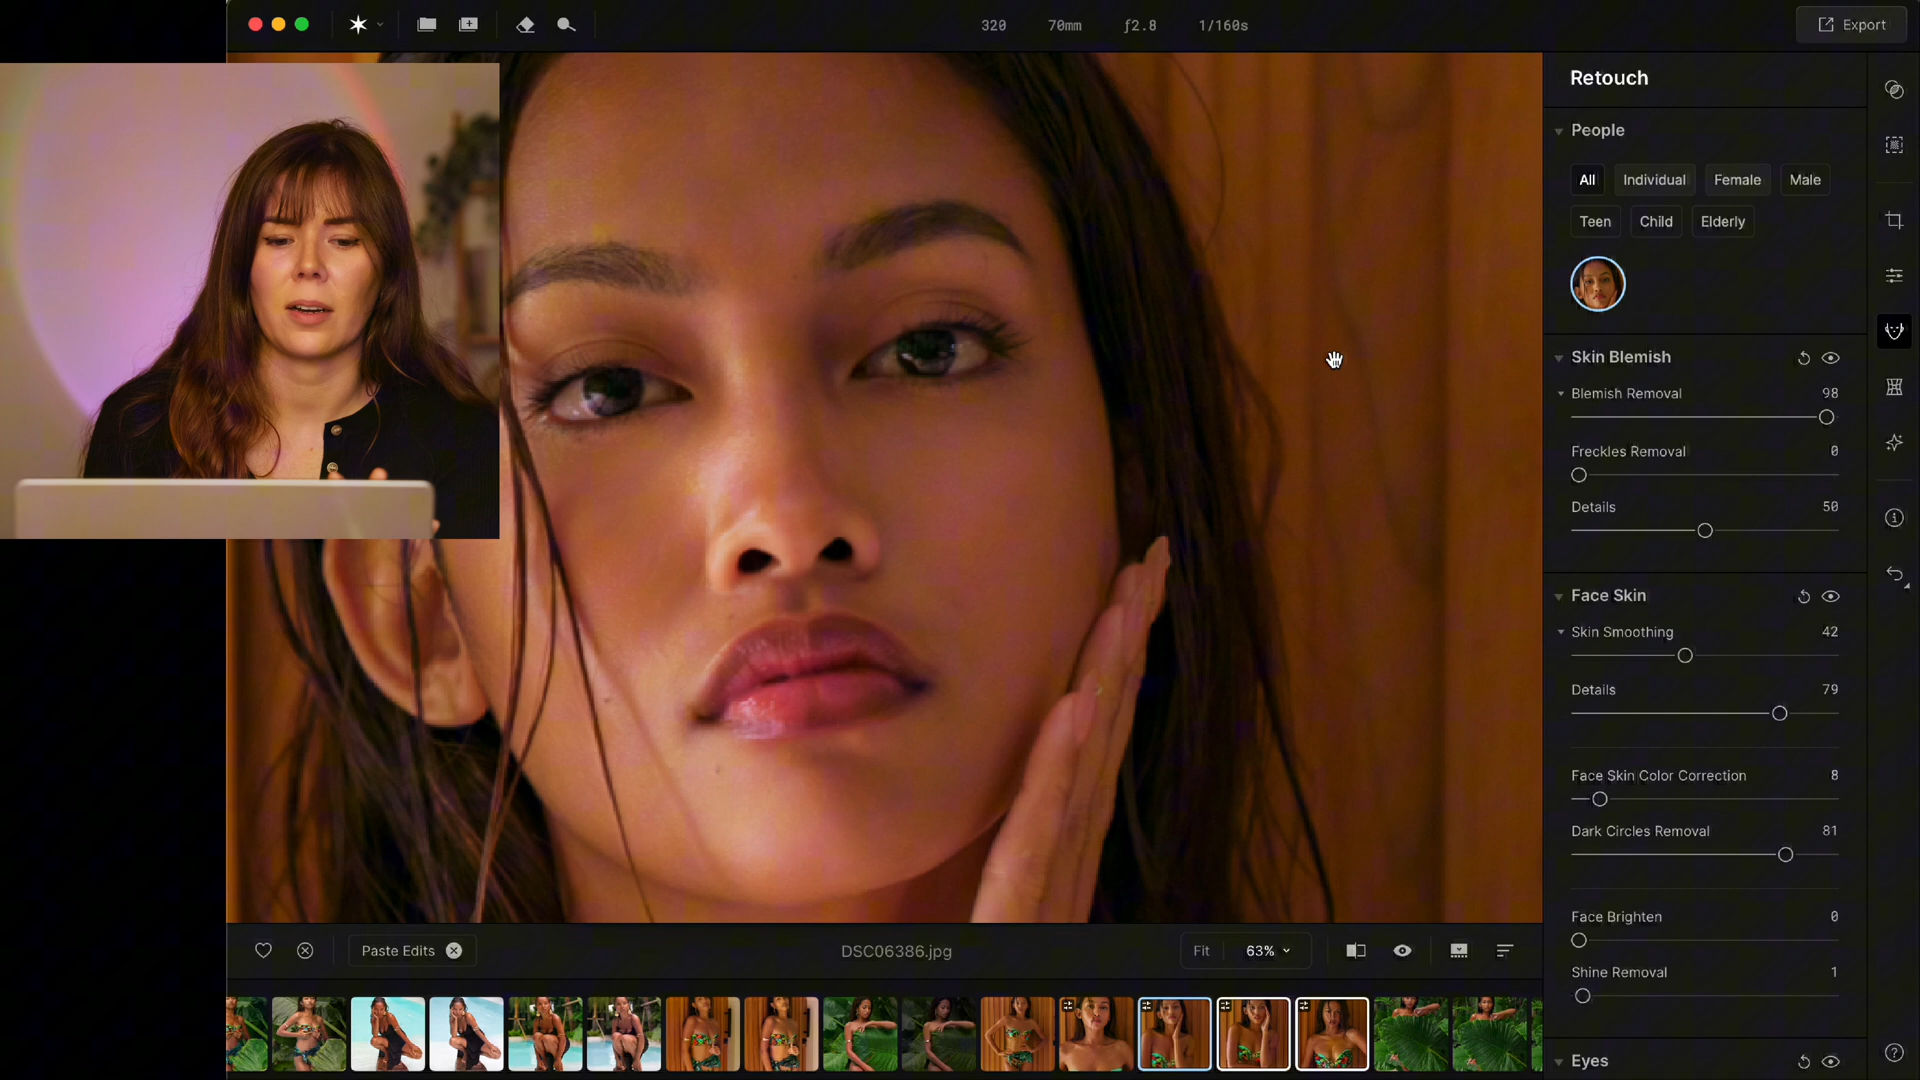 320 70mm ƒ2.8 1/160s
Export
Retouch
People
All Individual Female Male
Teen Child Elderly
Skin Blemish
Blemish Removal 98
Freckles Removal 0
Details 50
Face Skin
Skin Smoothing 42
Details 79
Face Skin Color Correction 8
Dark Circles Removal 81
Face Brighten 0
Shine Removal 1
Eyes
Paste Edits
DSC06386.jpg
Fit 63%